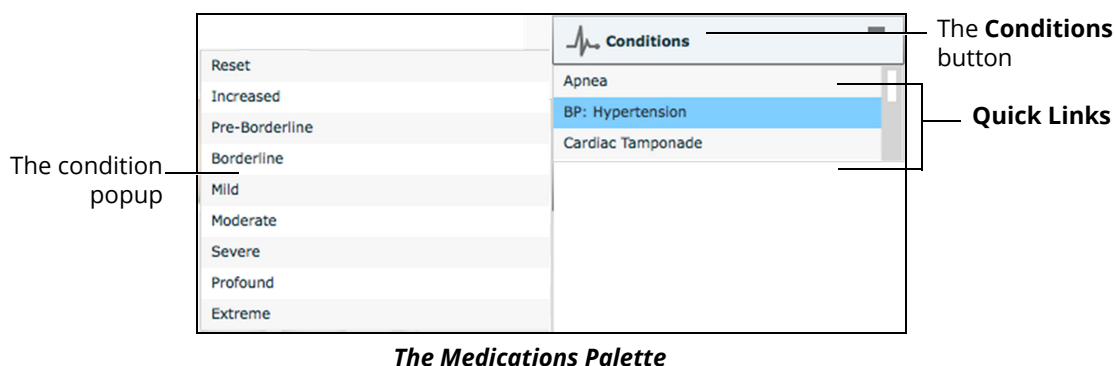 The Conditions
button
Conditions
Reset
Apnea
Increased
BP: Hypertension
Quick Links
Pre-Borderline
Cardiac Tamponade
Borderline
The condition
popup
Mild
Moderate
Severe
Profound
Extreme
The Medications Palette